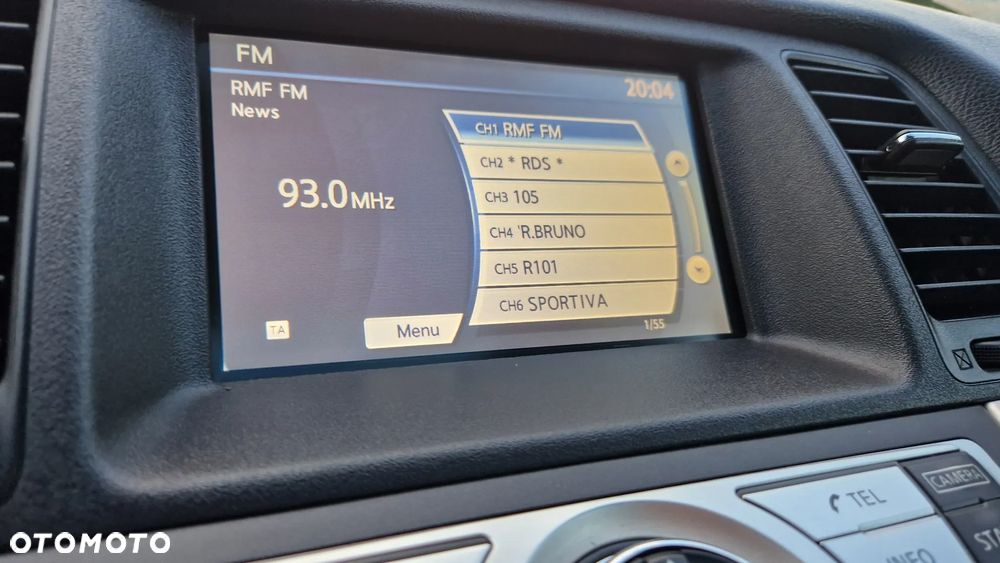 FM
RMF FM
News
20:04
93.0MHz
CH1 RMF FM
CH2 * RDS *
CH3 105
CH4 'R.BRUNO
CH5 R101
CH6 SPORTIVA
TA
Menu
1/55
TEL
CAMERA
INFO
OTOMOTO